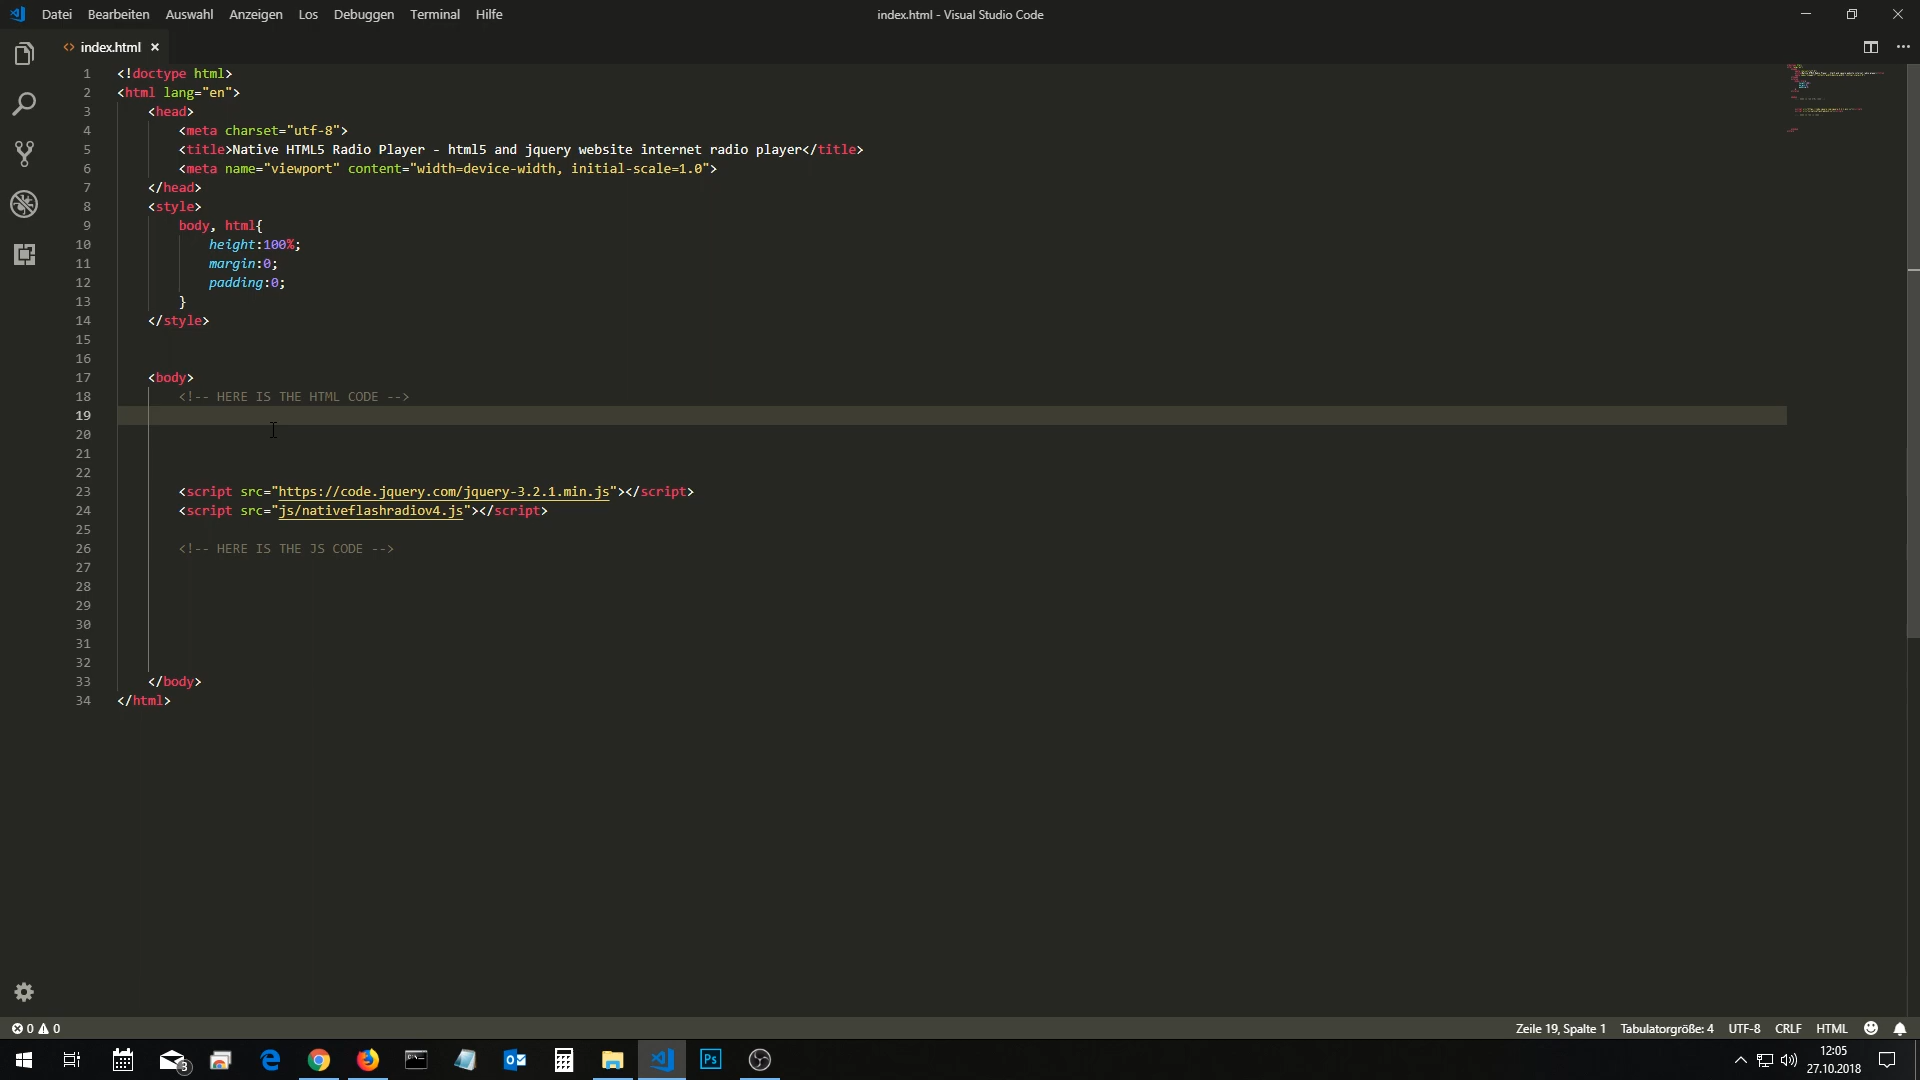 Datei Bearbeiten Auswahl Anzeigen Los Debuggen Terminal Hilfe
index.html - Visual Studio Code
index.html
1 <!doctype html>
2 <html lang="en">
3 <head>
4 <meta charset="utf-8">
5 <title>Native HTML5 Radio Player - html5 and jquery website internet radio player</title>
6 <meta name="viewport" content="width=device-width, initial-scale=1.0">
7 </head>
8 <style>
9 body, html{
10 height:100%;
11 margin:0;
12 padding:0;
13 }
14 </style>
15
16
17 <body>
18 <!-- HERE IS THE HTML CODE -->
19
20
21
22
23 <script src="https://code.jquery.com/jquery-3.2.1.min.js"></script>
24 <script src="js/nativeflashradiov4.js"></script>
25
26 <!-- HERE IS THE JS CODE -->
27
28
29
30
31
32
33 </body>
34 </html>
0 0
Zeile 19, Spalte 1 Tabulatorgröße: 4 UTF-8 CRLF HTML
3
Ps
12:05
27.10.2018